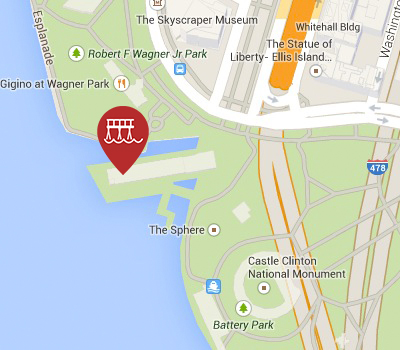 The Skyscraper Museum
Whitehall Bldg
Esplanade
Washingto
Robert F Wagner Jr Park
The Statue of
Liberty- Ellis Island...
Gigino at Wagner Park
478
The Sphere
Castle Clinton
National Monument
Battery Park